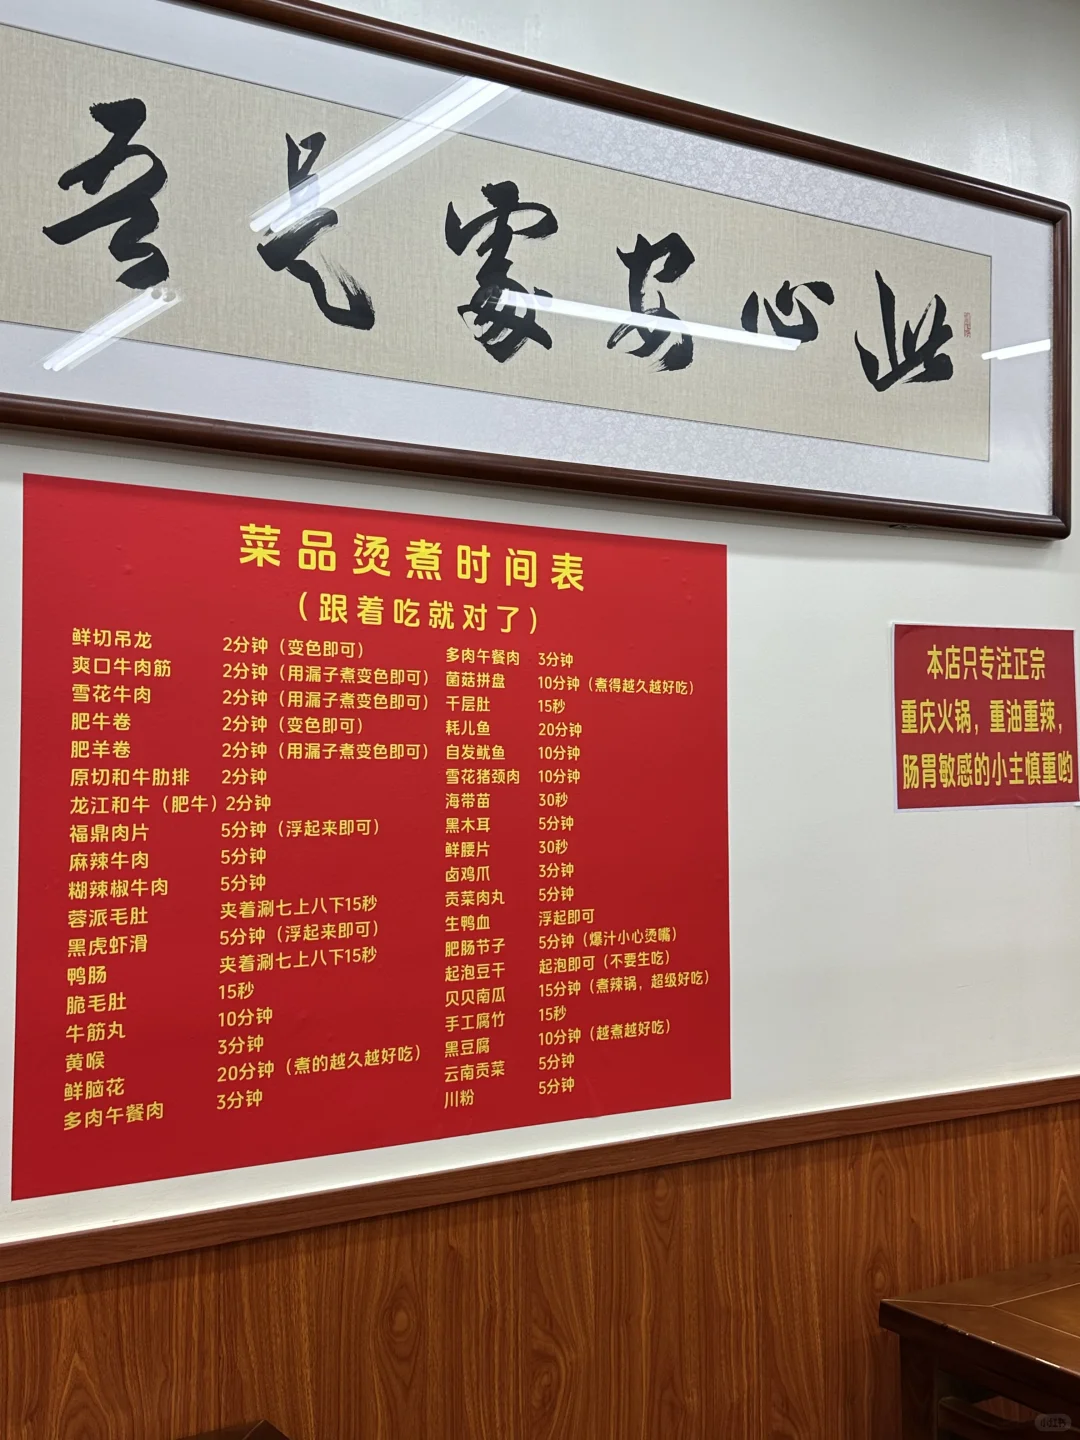 吾是家安心此
菜品烫煮时间表
（跟着吃就对了）
鲜切吊龙 2分钟（变色即可）
爽口牛肉筋 2分钟（用漏子煮变色即可）
雪花牛肉 2分钟（用漏子煮变色即可）
肥牛卷 2分钟（变色即可）
肥羊卷 2分钟（用漏子煮变色即可）
原切和牛肋排 2分钟
龙江和牛（肥牛）2分钟
福鼎肉片 5分钟（浮起来即可）
麻辣牛肉 5分钟
糊辣椒牛肉 5分钟
蓉派毛肚 夹着涮七上八下15秒
黑虎虾滑 5分钟（浮起来即可）
鸭肠 夹着涮七上八下15秒
脆毛肚 15秒
牛筋丸 10分钟
黄喉 3分钟
鲜脑花 20分钟（煮的越久越好吃）
多肉午餐肉 3分钟
多肉午餐肉 3分钟
菌菇拼盘 10分钟（煮得越久越好吃）
千层肚 15秒
耗儿鱼 20分钟
自发鱿鱼 10分钟
雪花猪颈肉 10分钟
海带苗 30秒
黑木耳 5分钟
鲜腰片 30秒
卤鸡爪 3分钟
贡菜肉丸 5分钟
生鸭血 浮起即可
肥肠节子 5分钟（爆汁小心烫嘴）
起泡豆干 起泡即可（不要生吃）
贝贝南瓜 15分钟（煮辣锅，超级好吃）
手工腐竹 15秒
黑豆腐 10分钟（越煮越好吃）
云南贡菜 5分钟
川粉 5分钟
本店只专注正宗
重庆火锅，重油重辣，
肠胃敏感的小主慎重哟
小红书